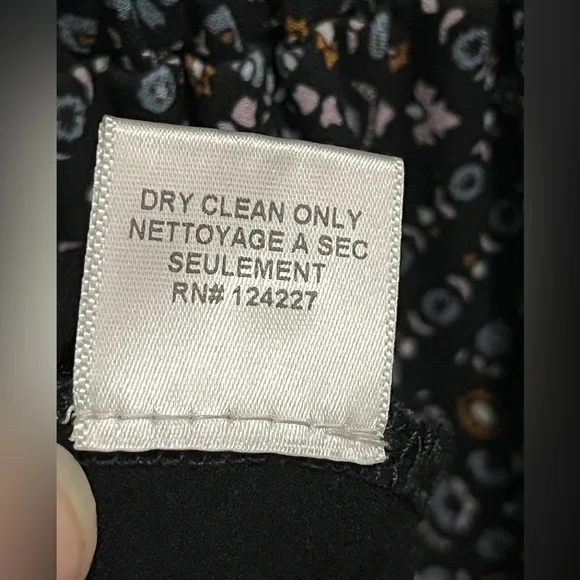 DRY CLEAN ONLY
NETTOYAGE A SEC
SEULEMENT
RN# 124227